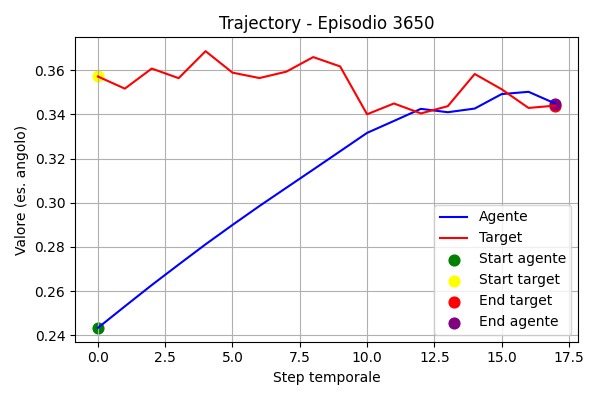 Trajectory - Episodio 3650
Valore (es. angolo)
0.36
0.34
0.32
0.30
0.28
0.26
0.24
0.0 2.5 5.0 7.5 10.0 12.5 15.0 17.5
Step temporale
Agente
Target
Start agente
Start target
End target
End agente